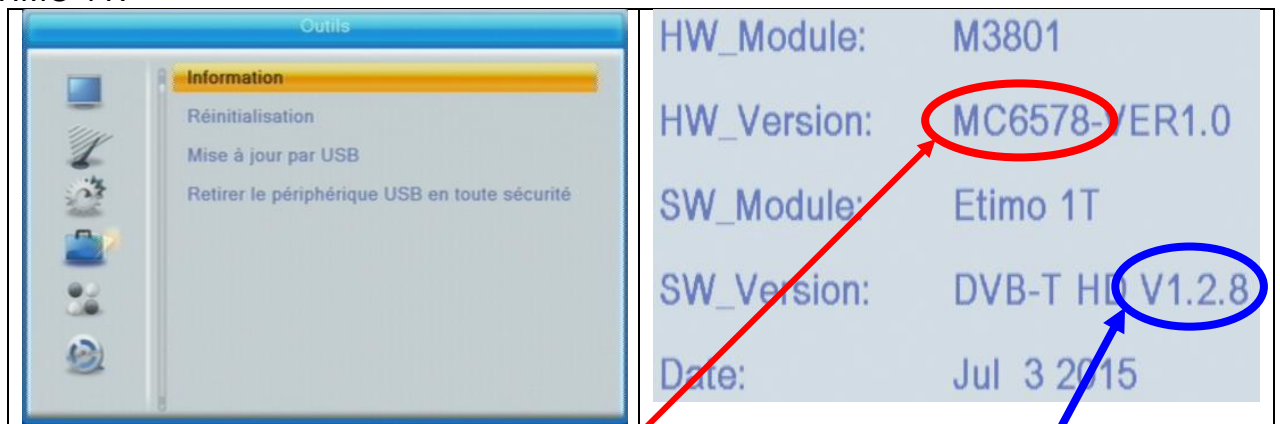 Outils
Information
Réinitialisation
Mise à jour par USB
Retirer le périphérique USB en toute sécurité
HW_Module: M3801
HW_Version: MC6578-VER1.0
SW_Module: Etimo 1T
SW_Version: DVB-T HD V1.2.8
Date: Jul 3 2015